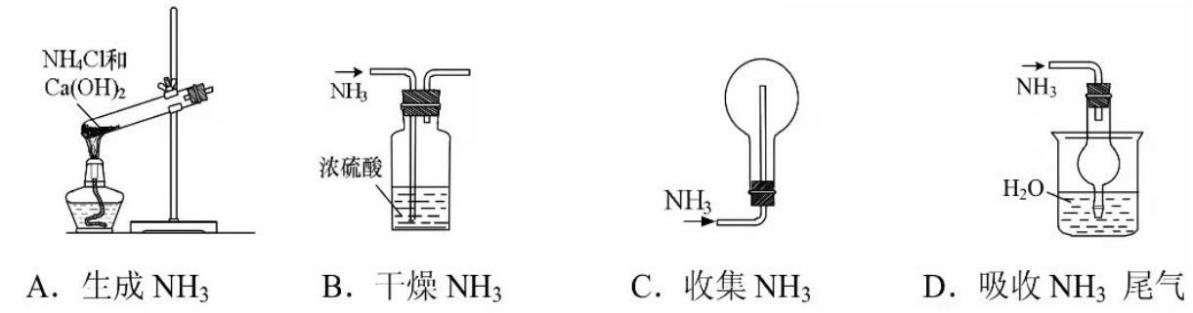 NH₄Cl和
Ca(OH)₂
NH₃
浓硫酸
NH₃
NH₃
H₂O
A．生成 NH₃
B．干燥 NH₃
C．收集 NH₃
D．吸收 NH₃ 尾气